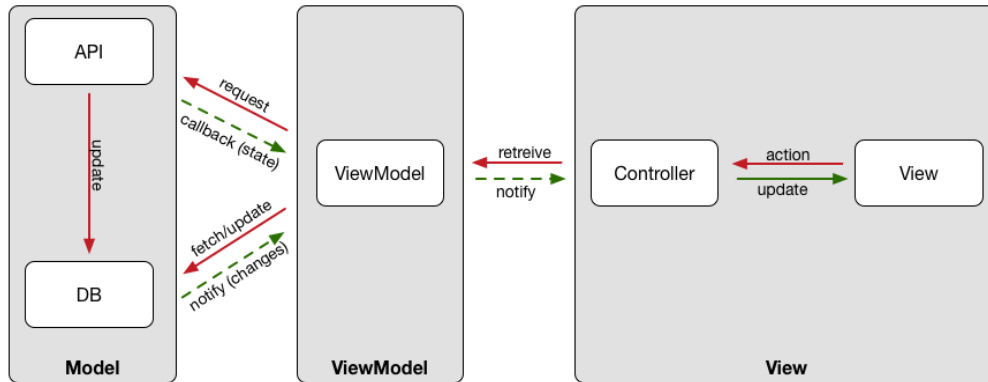 API
request
callback (state)
update
retreive
action
ViewModel
Controller
View
notify
update
fetch/update
DB
notify (changes)
Model
ViewModel
View